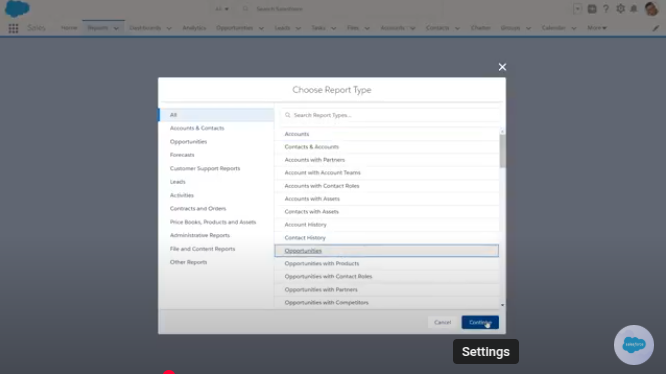 All
Search Salesforce
Sales Home Reports Dashboards Analytics Opportunities Leads Tasks Files Accounts Contacts Chatter Groups Calendar More
Choose Report Type
All
Accounts & Contacts
Opportunities
Forecasts
Customer Support Reports
Leads
Activities
Contracts and Orders
Price Books, Products and Assets
Administrative Reports
File and Content Reports
Other Reports
Search Report Types...
Accounts
Contacts & Accounts
Accounts with Partners
Account with Account Teams
Accounts with Contact Roles
Accounts with Assets
Contacts with Assets
Account History
Contact History
Opportunities
Opportunities with Products
Opportunities with Contact Roles
Opportunities with Partners
Opportunities with Competitors
Cancel
Continue
Settings
salesforce